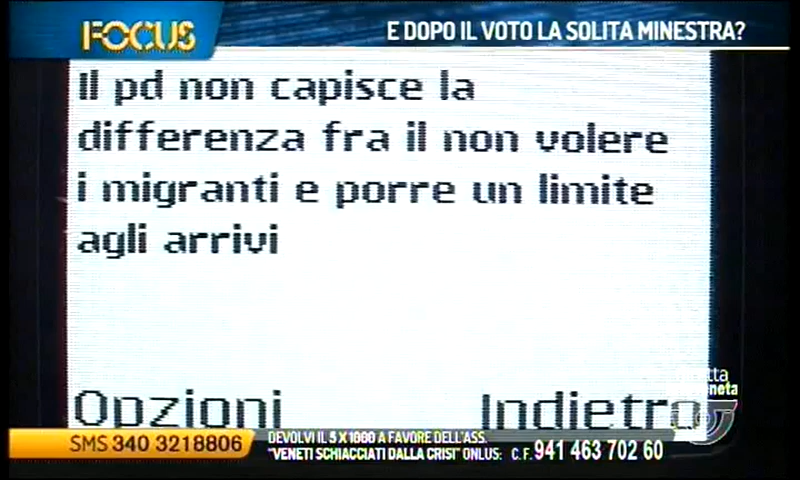 FOCUS
E DOPO IL VOTO LA SOLITA MINESTRA?
Il pd non capisce la
differenza fra il non volere
i migranti e porre un limite
agli arrivi
Opzioni Indietro
SMS 340 3218806
DEVOLVI IL 5 X 1000 A FAVORE DELL'ASS.
"VENETI SCHIACCIATI DALLA CRISI" ONLUS: C.F. 941 463 702 60